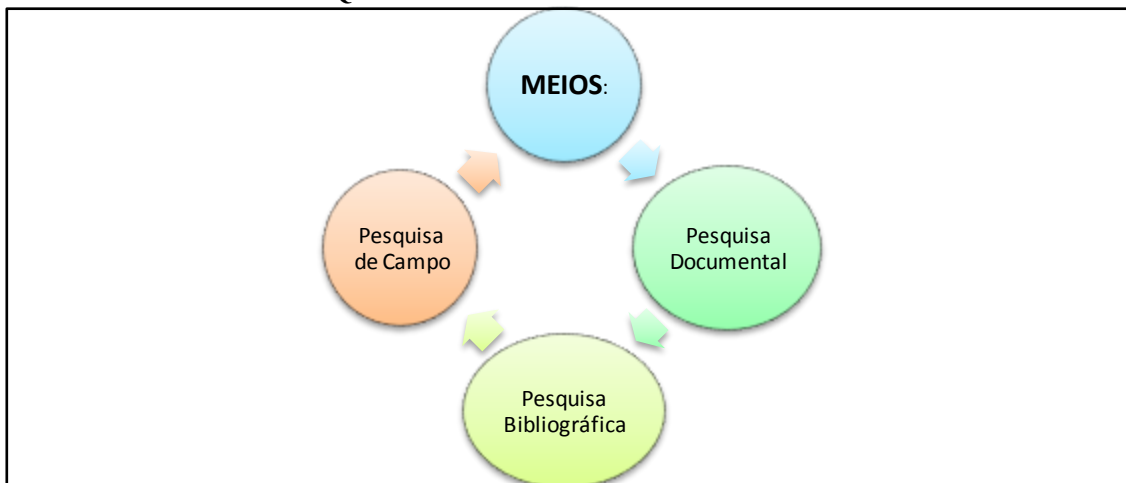 MEIOS:
Pesquisa
Documental
Pesquisa
Bibliográfica
Pesquisa
de Campo